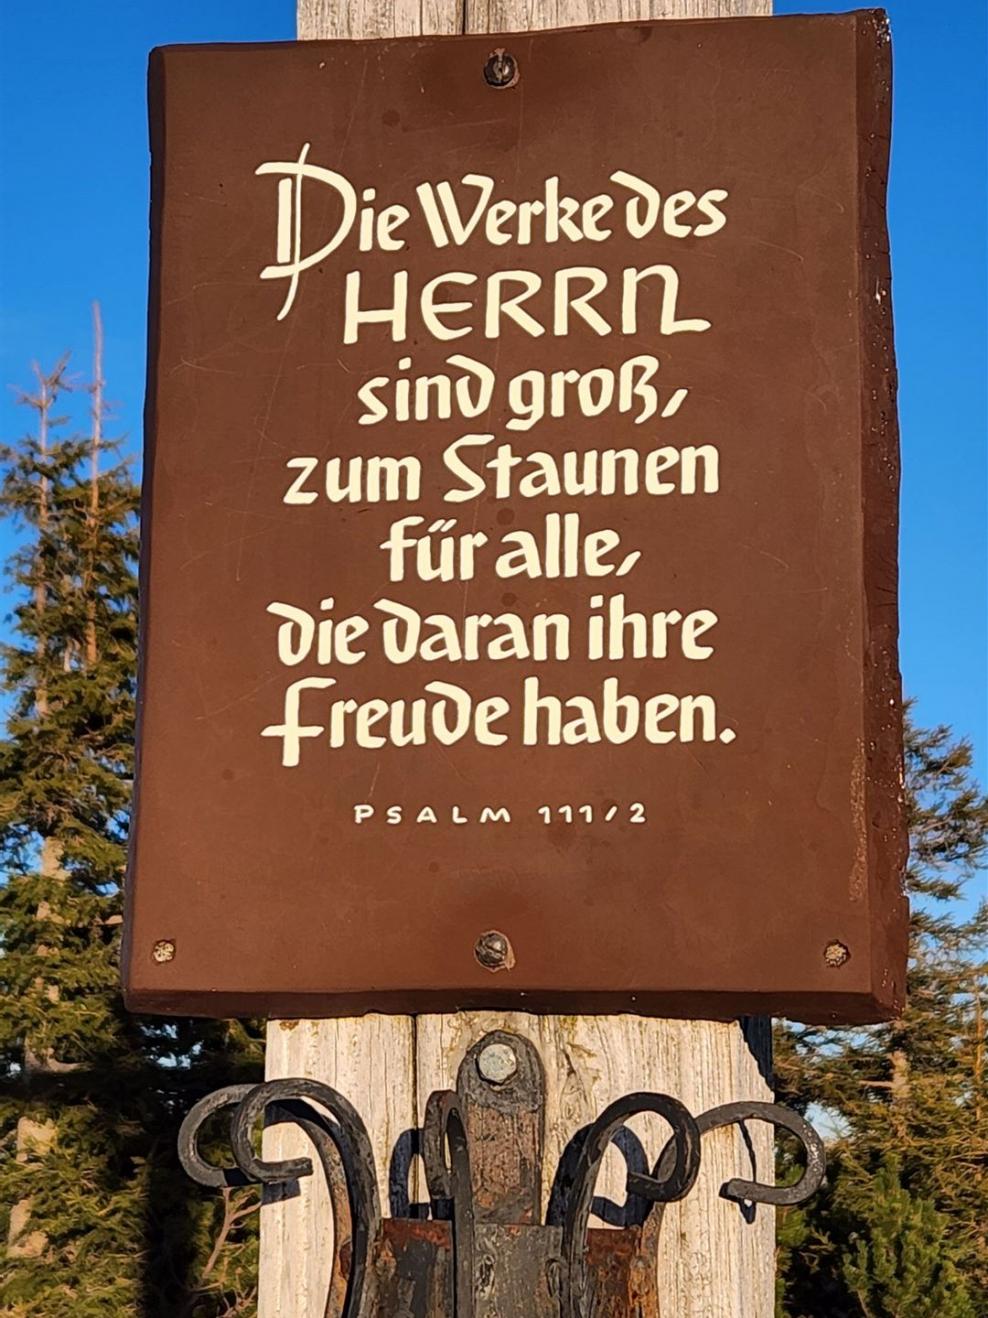 Die Werke des
HERRN
sind groß,
zum Staunen
für alle,
die daran ihre
Freude haben.
PSALM 111/2